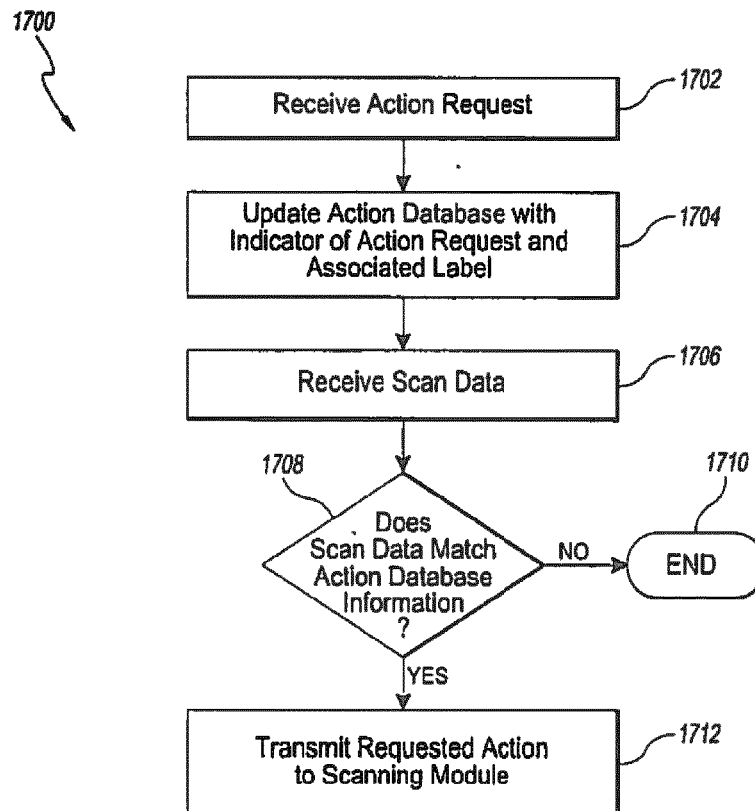 1700
Receive Action Request
1702
Update Action Database with
Indicator of Action Request and
Associated Label
1704
Receive Scan Data
1706
1708
Does
Scan Data Match
Action Database
Information
?
NO
1710
END
YES
Transmit Requested Action
to Scanning Module
1712